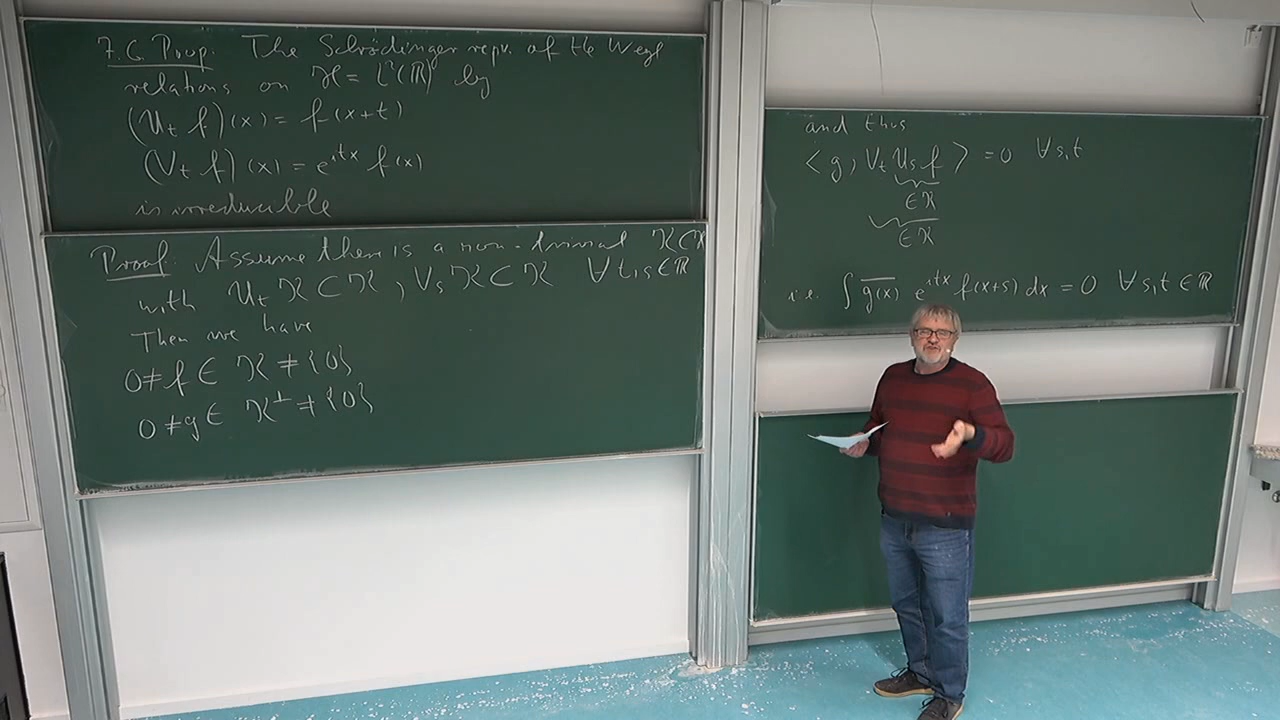 7.6. Prop. The Schrödinger repr. of the Weyl
relations on ℋ = L²(ℝ) by
(U_t f)(x) = f(x+t)
(V_t f)(x) = e^{itx} f(x)
is irreducible
Proof: Assume there is a non-trivial 𝒦 ⊂ ℋ
with U_t 𝒦 ⊂ 𝒦, V_s 𝒦 ⊂ 𝒦 ∀ t,s ∈ ℝ
Then we have
0 ≠ f ∈ 𝒦 ≠ {0}
0 ≠ g ∈ 𝒦^⊥ ≠ {0}
and thus
< g, V_t U_s f > = 0 ∀ s,t
∈ 𝒦
∈ 𝒦
i.e. ∫ \overline{g(x)} e^{itx} f(x+s) dx = 0 ∀ s,t ∈ ℝ